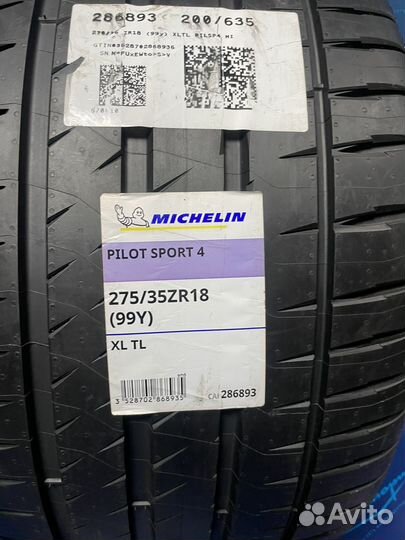 286893 200/635
275/35 ZR18 (99Y) XLTL PILSP4 MI
MICHELIN
PILOT SPORT 4
275/35ZR18
(99Y)
XL TL
3 528702 868935
CAI 286893
Avito